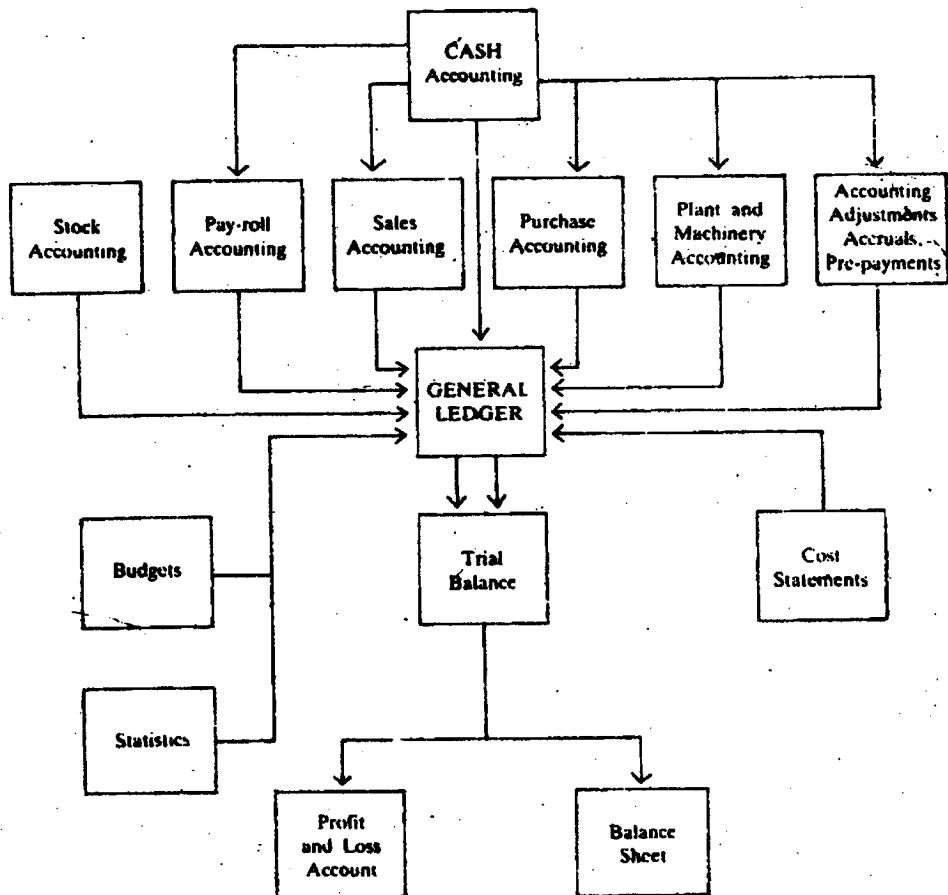 CASH
Accounting
Stock
Accounting
Pay-roll
Accounting
Sales
Accounting
Purchase
Accounting
Plant and
Machinery
Accounting
Accounting
Adjustments
Accruals,
Pre-payments
GENERAL
LEDGER
Budgets
Trial
Balance
Cost
Statements
Statistics
Profit
and Loss
Account
Balance
Sheet